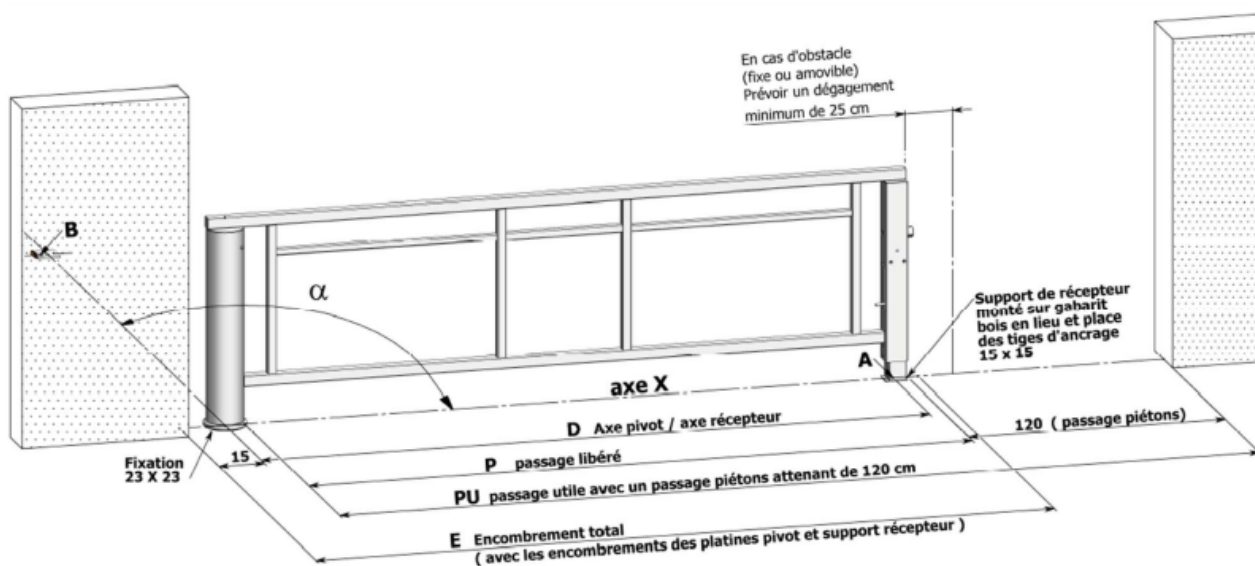 En cas d'obstacle
(fixe ou amovible)
Prévoir un dégagement
minimum de 25 cm
B
α
Support de récepteur
monté sur gabarit
bois en lieu et place
des tiges d'ancrage
15 x 15
A
axe X
D Axe pivot / axe récepteur
120 ( passage piétons)
Fixation
23 X 23
15
P passage libéré
PU passage utile avec un passage piétons attenant de 120 cm
E Encombrement total
( avec les encombrements des platines pivot et support récepteur )